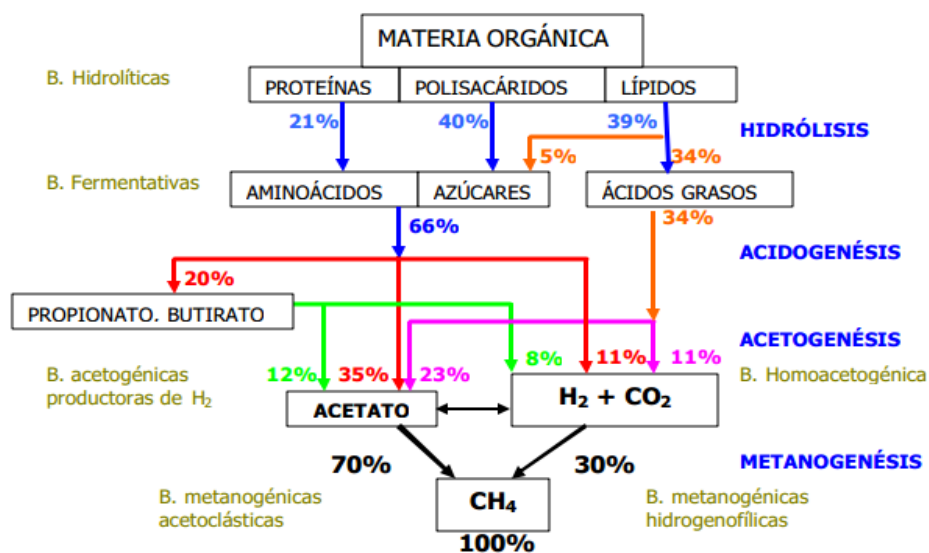 MATERIA ORGÁNICA
B. Hidrolíticas
PROTEÍNAS
POLISACÁRIDOS
LÍPIDOS
21%
40%
39%
HIDRÓLISIS
5%
34%
B. Fermentativas
AMINOÁCIDOS
AZÚCARES
ÁCIDOS GRASOS
66%
34%
ACIDOGENÉSIS
20%
PROPIONATO. BUTIRATO
ACETOGÉNESIS
12%
35%
23%
8%
11%
11%
B. acetogénicas
productoras de H₂
B. Homoacetogénica
ACETATO
H₂ + CO₂
70%
30%
METANOGENÉSIS
B. metanogénicas
acetoclásticas
CH₄
B. metanogénicas
hidrogenofílicas
100%